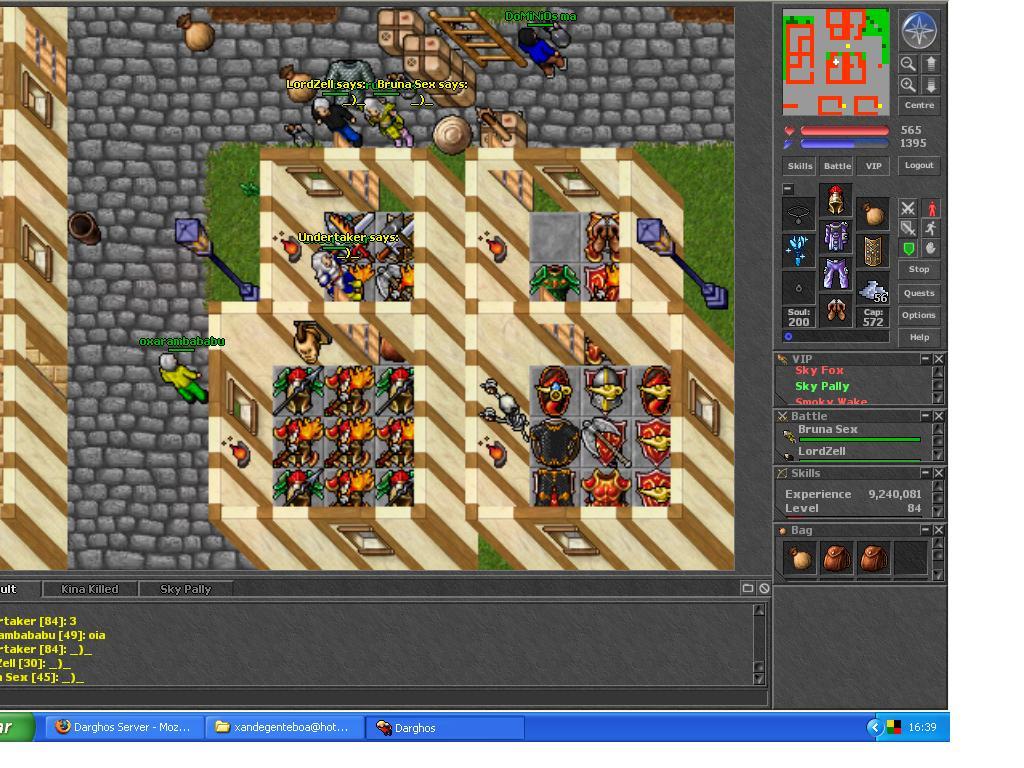 DoMiNiOs ma
LordZell says:
Bruna Sex says:
_)_
_)_
Undertaker says:
_)_
oxarambababu
Centre
565
1395
Skills
Battle
VIP
Logout
56
Stop
Quests
Options
Help
Soul:
200
Cap:
572
VIP
Sky Fox
Sky Pally
Smoky Wake
Battle
Bruna Sex
LordZell
Skills
Experience 9,240,081
Level 84
Bag
ult
Kina Killed
Sky Pally
rtaker [84]: 3
ambababu [49]: oia
rtaker [84]: _)_
Zell [30]: _)_
a Sex [45]: _)_
ar
Darghos Server - Moz...
xandegenteboa@hot...
Darghos
16:39